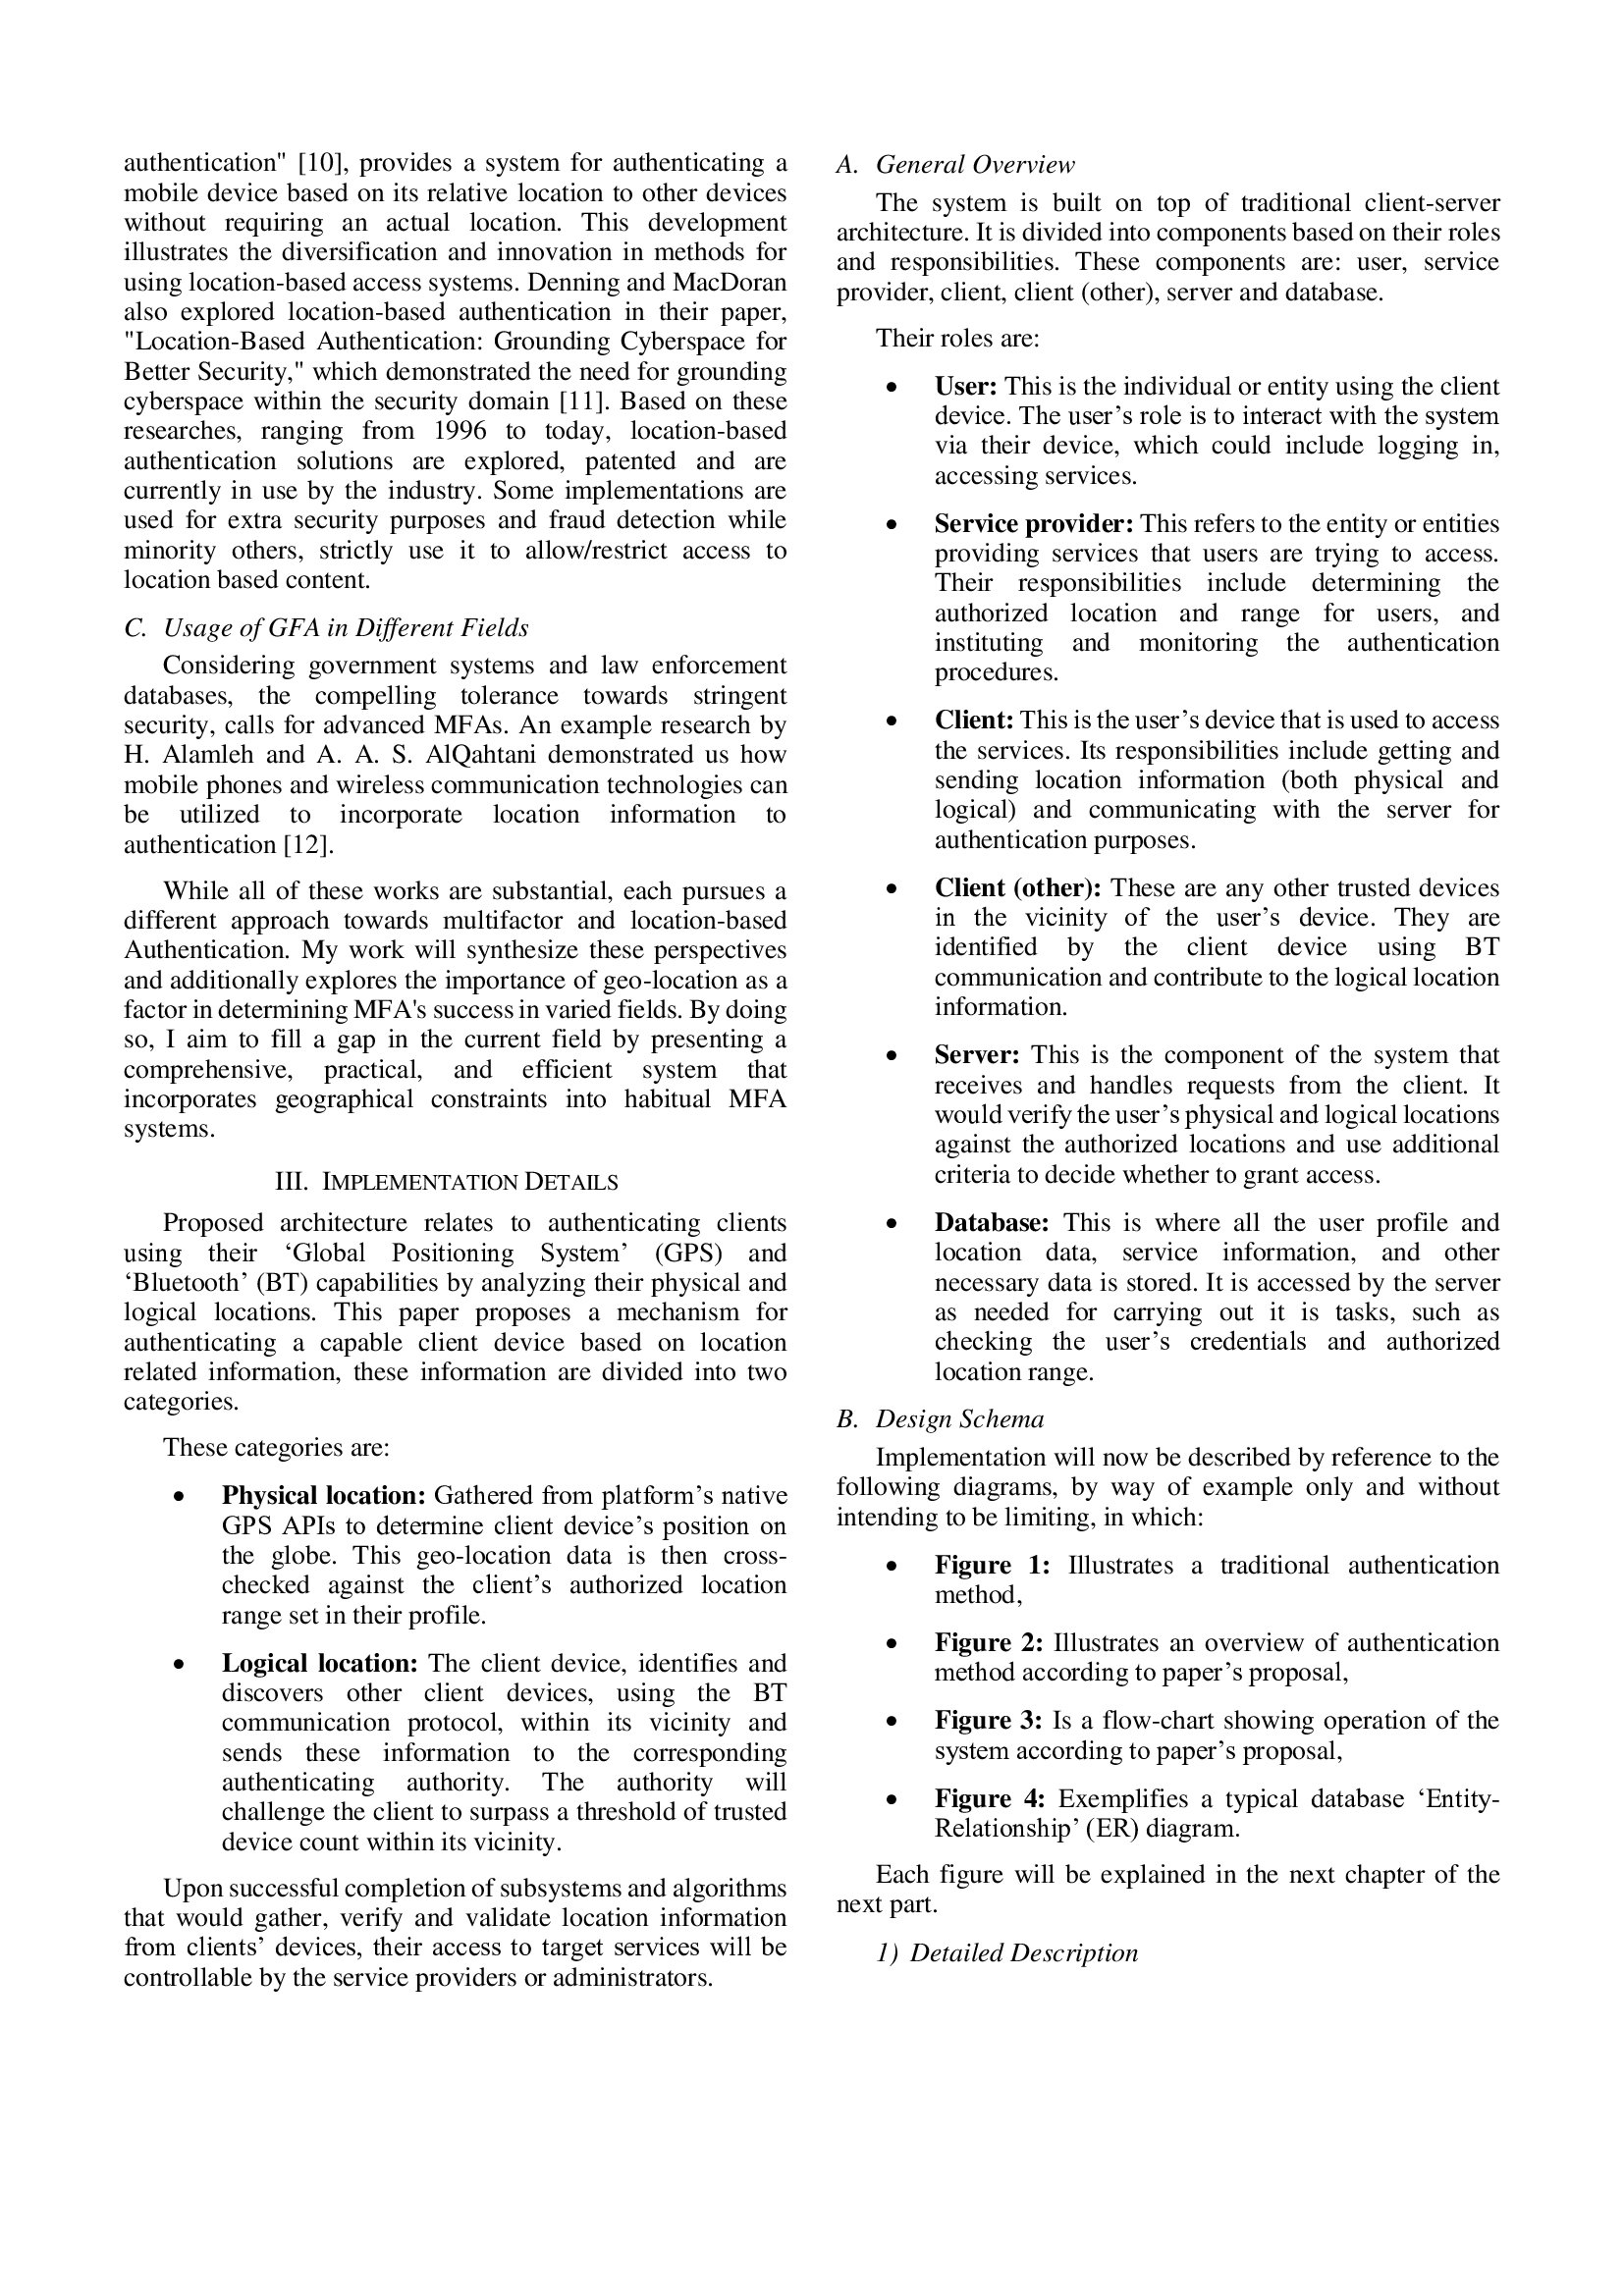 authentication" [10], provides a system for authenticating a
mobile device based on its relative location to other devices
without requiring an actual location. This development
illustrates the diversification and innovation in methods for
using location-based access systems. Denning and MacDoran
also explored location-based authentication in their paper,
"Location-Based Authentication: Grounding Cyberspace for
Better Security," which demonstrated the need for grounding
cyberspace within the security domain [11]. Based on these
researches, ranging from 1996 to today, location-based
authentication solutions are explored, patented and are
currently in use by the industry. Some implementations are
used for extra security purposes and fraud detection while
minority others, strictly use it to allow/restrict access to
location based content.
C. Usage of GFA in Different Fields
Considering government systems and law enforcement
databases, the compelling tolerance towards stringent
security, calls for advanced MFAs. An example research by
H. Alamleh and A. A. S. AlQahtani demonstrated us how
mobile phones and wireless communication technologies can
be utilized to incorporate location information to
authentication [12].
While all of these works are substantial, each pursues a
different approach towards multifactor and location-based
Authentication. My work will synthesize these perspectives
and additionally explores the importance of geo-location as a
factor in determining MFA's success in varied fields. By doing
so, I aim to fill a gap in the current field by presenting a
comprehensive, practical, and efficient system that
incorporates geographical constraints into habitual MFA
systems.
III. IMPLEMENTATION DETAILS
Proposed architecture relates to authenticating clients
using their ‘Global Positioning System’ (GPS) and
‘Bluetooth’ (BT) capabilities by analyzing their physical and
logical locations. This paper proposes a mechanism for
authenticating a capable client device based on location
related information, these information are divided into two
categories.
These categories are:
• Physical location: Gathered from platform’s native
GPS APIs to determine client device’s position on
the globe. This geo-location data is then cross-
checked against the client’s authorized location
range set in their profile.
• Logical location: The client device, identifies and
discovers other client devices, using the BT
communication protocol, within its vicinity and
sends these information to the corresponding
authenticating authority. The authority will
challenge the client to surpass a threshold of trusted
device count within its vicinity.
Upon successful completion of subsystems and algorithms
that would gather, verify and validate location information
from clients’ devices, their access to target services will be
controllable by the service providers or administrators.
A. General Overview
The system is built on top of traditional client-server
architecture. It is divided into components based on their roles
and responsibilities. These components are: user, service
provider, client, client (other), server and database.
Their roles are:
• User: This is the individual or entity using the client
device. The user’s role is to interact with the system
via their device, which could include logging in,
accessing services.
• Service provider: This refers to the entity or entities
providing services that users are trying to access.
Their responsibilities include determining the
authorized location and range for users, and
instituting and monitoring the authentication
procedures.
• Client: This is the user’s device that is used to access
the services. Its responsibilities include getting and
sending location information (both physical and
logical) and communicating with the server for
authentication purposes.
• Client (other): These are any other trusted devices
in the vicinity of the user’s device. They are
identified by the client device using BT
communication and contribute to the logical location
information.
• Server: This is the component of the system that
receives and handles requests from the client. It
would verify the user’s physical and logical locations
against the authorized locations and use additional
criteria to decide whether to grant access.
• Database: This is where all the user profile and
location data, service information, and other
necessary data is stored. It is accessed by the server
as needed for carrying out it is tasks, such as
checking the user’s credentials and authorized
location range.
B. Design Schema
Implementation will now be described by reference to the
following diagrams, by way of example only and without
intending to be limiting, in which:
• Figure 1: Illustrates a traditional authentication
method,
• Figure 2: Illustrates an overview of authentication
method according to paper’s proposal,
• Figure 3: Is a flow-chart showing operation of the
system according to paper’s proposal,
• Figure 4: Exemplifies a typical database ‘Entity-
Relationship’ (ER) diagram.
Each figure will be explained in the next chapter of the
next part.
1) Detailed Description